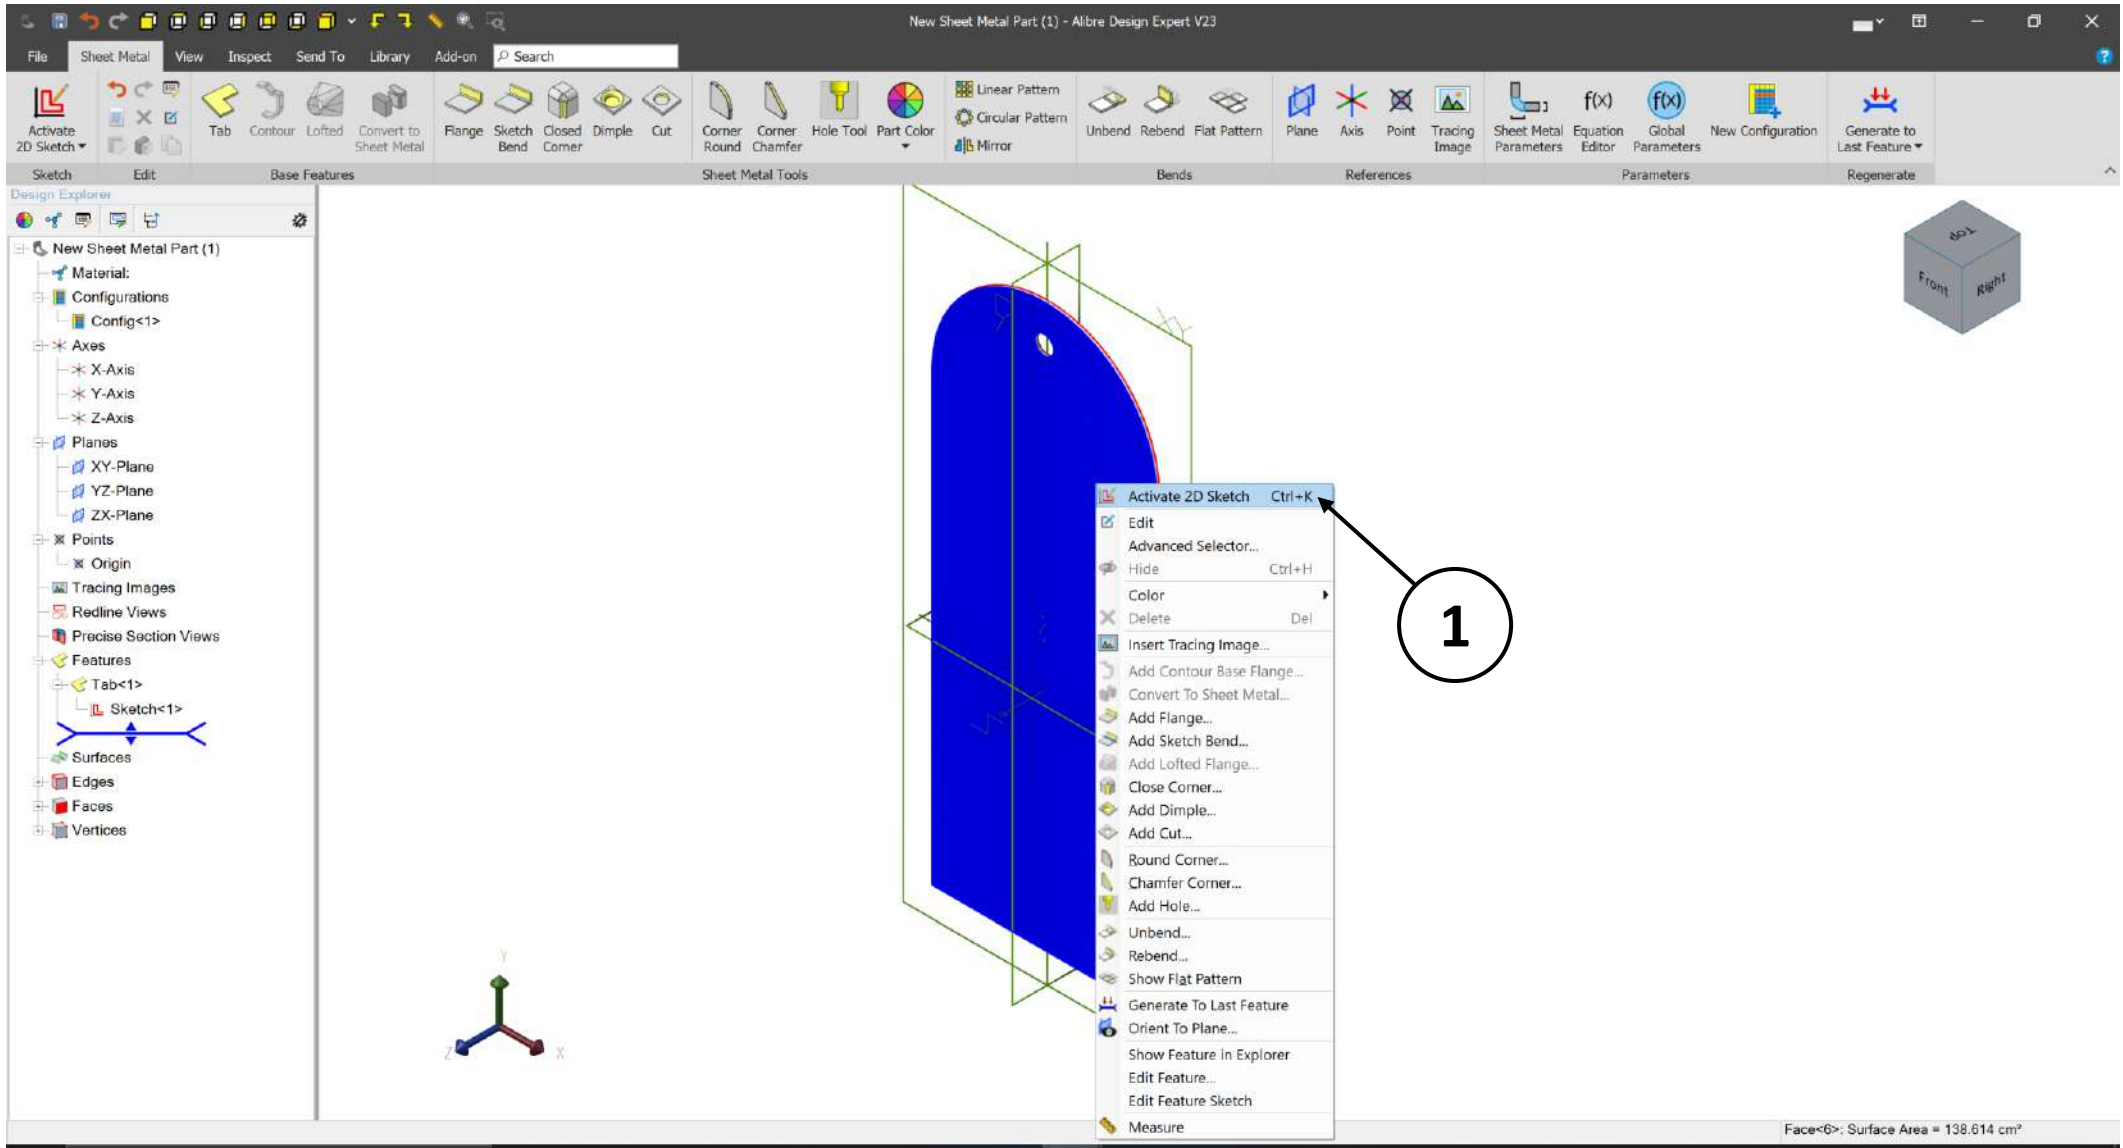 New Sheet Metal Part (1) - Alibre Design Expert V23
File Sheet Metal View Inspect Send To Library Add-on Search
Activate 2D Sketch
Tab Contour Lofted Convert to Sheet Metal
Flange Sketch Bend Closed Corner Dimple Cut
Corner Round Corner Chamfer Hole Tool Part Color
Linear Pattern
Circular Pattern
Mirror
Unbend Rebend Flat Pattern
Plane Axis Point Tracing Image
Sheet Metal Parameters f(x) Equation Editor f(x) Global Parameters New Configuration
Generate to Last Feature
Sketch Edit Base Features Sheet Metal Tools Bends References Parameters Regenerate
Design Explorer
New Sheet Metal Part (1)
Material:
Configurations
Config<1>
Axes
X-Axis
Y-Axis
Z-Axis
Planes
XY-Plane
YZ-Plane
ZX-Plane
Points
Origin
Tracing Images
Redline Views
Precise Section Views
Features
Tab<1>
Sketch<1>
Surfaces
Edges
Faces
Vertices
Top
Front Right
XY
Activate 2D Sketch Ctrl+K
Edit
Advanced Selector...
Hide Ctrl+H
Color
Delete Del
Insert Tracing Image...
Add Contour Base Flange...
Convert To Sheet Metal...
Add Flange...
Add Sketch Bend...
Add Lofted Flange...
Close Corner...
Add Dimple...
Add Cut...
Round Corner...
Chamfer Corner...
Add Hole...
Unbend...
Rebend...
Show Flat Pattern
Generate To Last Feature
Orient To Plane...
Show Feature in Explorer
Edit Feature...
Edit Feature Sketch
Measure
1
Y
Z X
Face<6>: Surface Area = 138.614 cm²